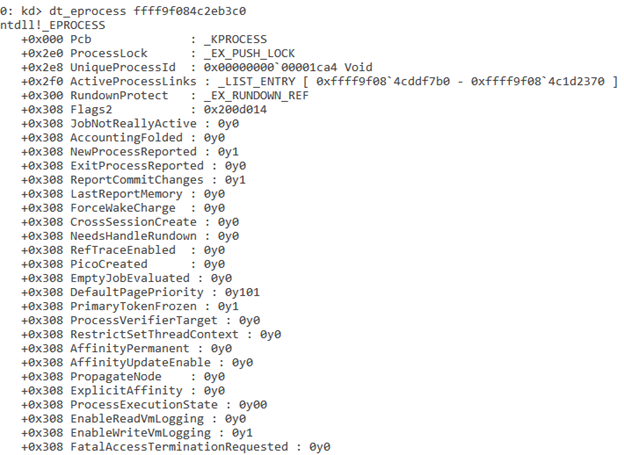 0: kd> dt_eprocess ffff9f084c2eb3c0
ntdll!_EPROCESS
+0x000 Pcb : _KPROCESS
+0x2e0 ProcessLock : _EX_PUSH_LOCK
+0x2e8 UniqueProcessId : 0x00000000`00001ca4 Void
+0x2f0 ActiveProcessLinks : _LIST_ENTRY [ 0xffff9f08`4cddf7b0 - 0xffff9f08`4c1d2370 ]
+0x300 RundownProtect : _EX_RUNDOWN_REF
+0x308 Flags2 : 0x200d014
+0x308 JobNotReallyActive : 0y0
+0x308 AccountingFolded : 0y0
+0x308 NewProcessReported : 0y1
+0x308 ExitProcessReported : 0y0
+0x308 ReportCommitChanges : 0y1
+0x308 LastReportMemory : 0y0
+0x308 ForceWakeCharge : 0y0
+0x308 CrossSessionCreate : 0y0
+0x308 NeedsHandleRundown : 0y0
+0x308 RefTraceEnabled : 0y0
+0x308 PicoCreated : 0y0
+0x308 EmptyJobEvaluated : 0y0
+0x308 DefaultPagePriority : 0y101
+0x308 PrimaryTokenFrozen : 0y1
+0x308 ProcessVerifierTarget : 0y0
+0x308 RestrictSetThreadContext : 0y0
+0x308 AffinityPermanent : 0y0
+0x308 AffinityUpdateEnable : 0y0
+0x308 PropagateNode : 0y0
+0x308 ExplicitAffinity : 0y0
+0x308 ProcessExecutionState : 0y00
+0x308 EnableReadVmLogging : 0y0
+0x308 EnableWriteVmLogging : 0y1
+0x308 FatalAccessTerminationRequested : 0y0